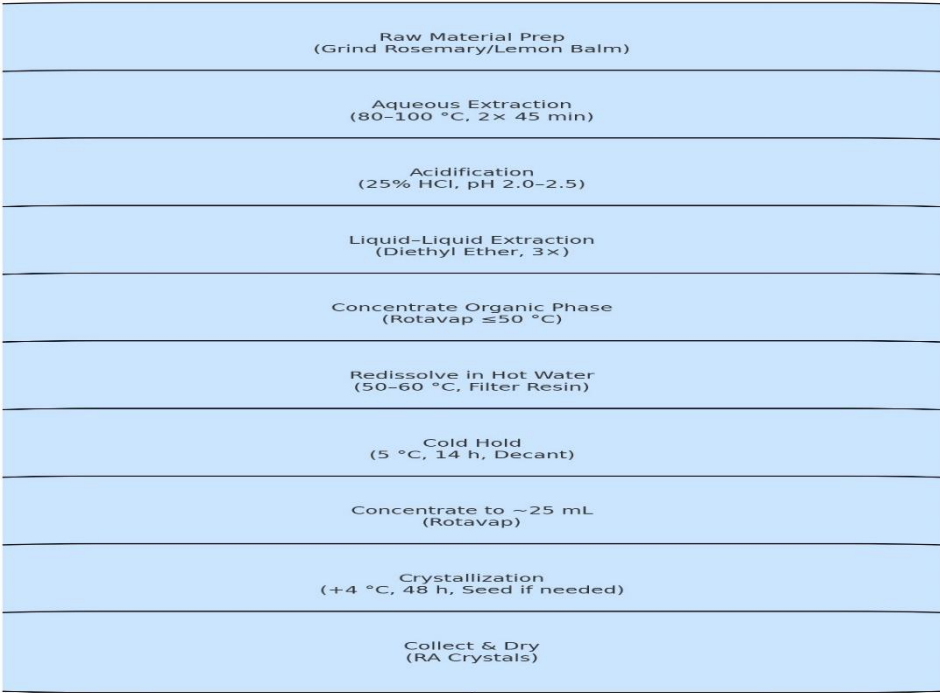 Raw Material Prep
(Grind Rosemary/Lemon Balm)
Aqueous Extraction
(80–100 °C, 2× 45 min)
Acidification
(25% HCl, pH 2.0–2.5)
Liquid–Liquid Extraction
(Diethyl Ether, 3×)
Concentrate Organic Phase
(Rotavap ≤50 °C)
Redissolve in Hot Water
(50–60 °C, Filter Resin)
Cold Hold
(5 °C, 14 h, Decant)
Concentrate to ~25 mL
(Rotavap)
Crystallization
(+4 °C, 48 h, Seed if needed)
Collect & Dry
(RA Crystals)